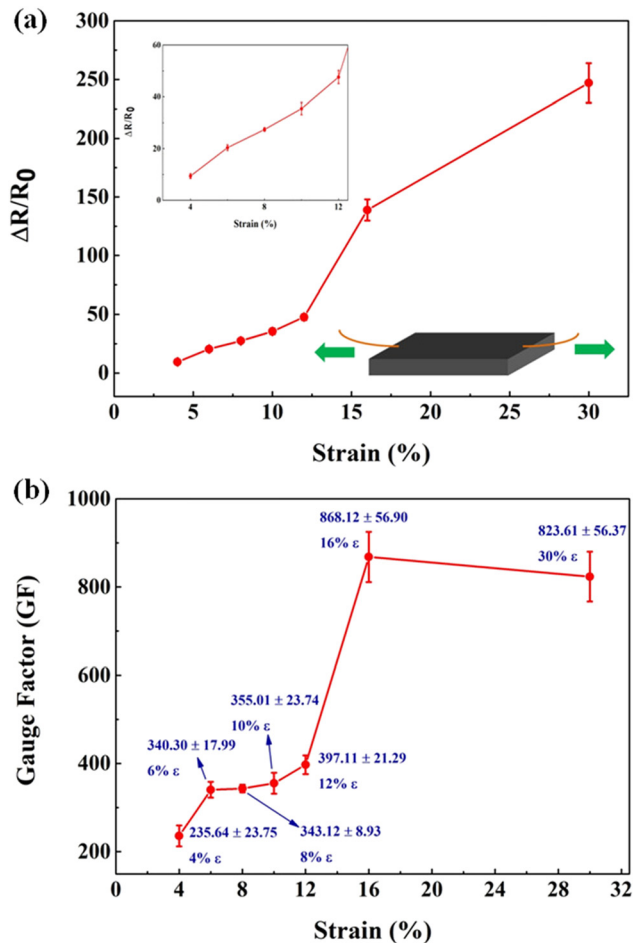 (a)
300
250
200
150
100
50
0
ΔR/R0
60
40
20
0
ΔR/R0
4
8
12
Strain (%)
0
5
10
15
20
25
30
Strain (%)
(b)
1000
800
600
400
200
Gauge Factor (GF)
868.12 ± 56.90
16% ε
823.61 ± 56.37
30% ε
355.01 ± 23.74
10% ε
340.30 ± 17.99
6% ε
397.11 ± 21.29
12% ε
235.64 ± 23.75
4% ε
343.12 ± 8.93
8% ε
0
4
8
12
16
20
24
28
32
Strain (%)